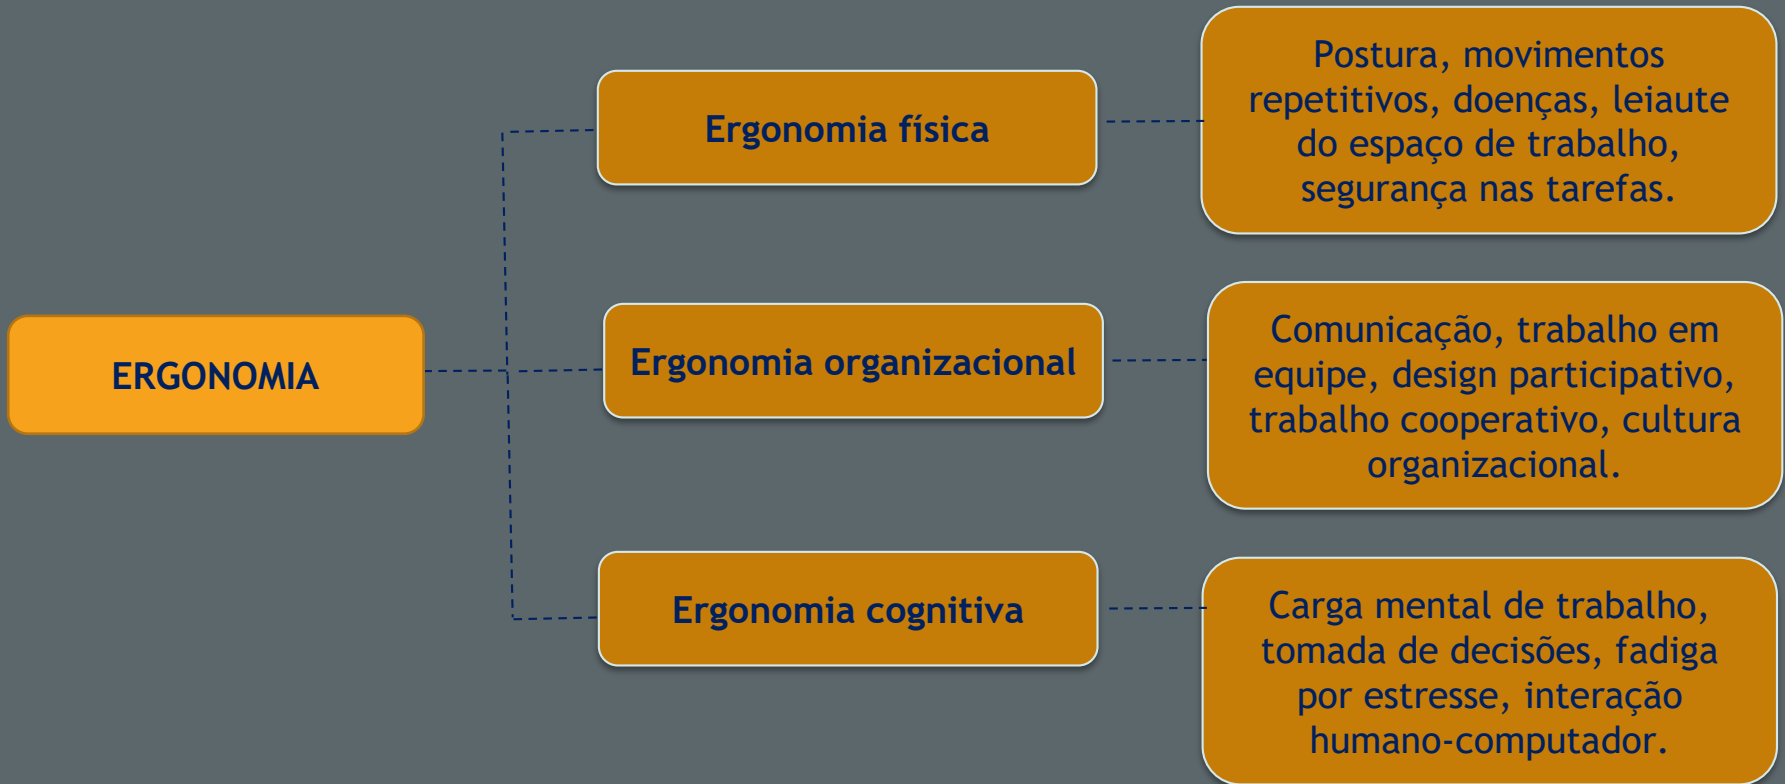 ERGONOMIA
Ergonomia física
Postura, movimentos
repetitivos, doenças, leiaute
do espaço de trabalho,
segurança nas tarefas.
Ergonomia organizacional
Comunicação, trabalho em
equipe, design participativo,
trabalho cooperativo, cultura
organizacional.
Ergonomia cognitiva
Carga mental de trabalho,
tomada de decisões, fadiga
por estresse, interação
humano-computador.